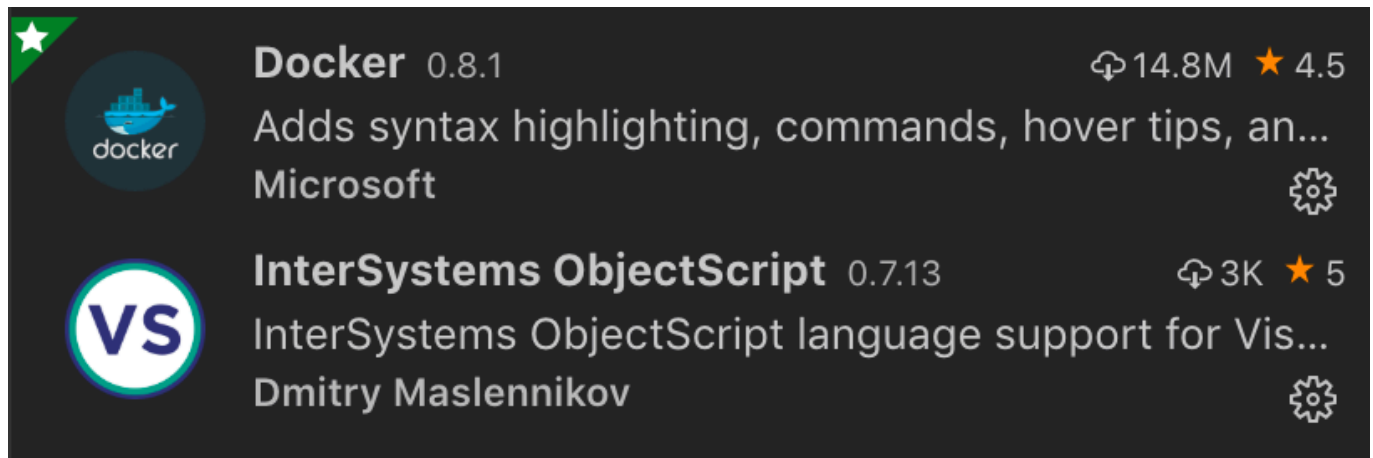 Docker 0.8.1 14.8M 4.5
docker
Adds syntax highlighting, commands, hover tips, an...
Microsoft
InterSystems ObjectScript 0.7.13 3K 5
VS
InterSystems ObjectScript language support for Vis...
Dmitry Maslennikov